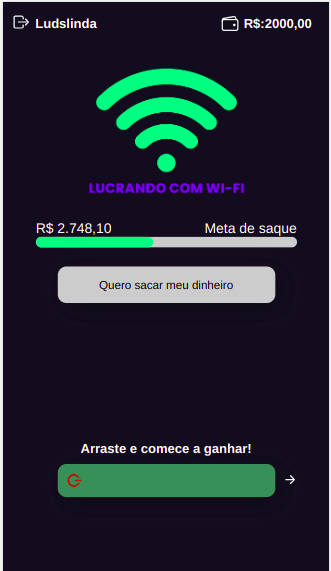 Ludslinda R$:2000,00
LUCRANDO COM WI-FI
R$ 2.748,10 Meta de saque
Quero sacar meu dinheiro
Arraste e comece a ganhar!